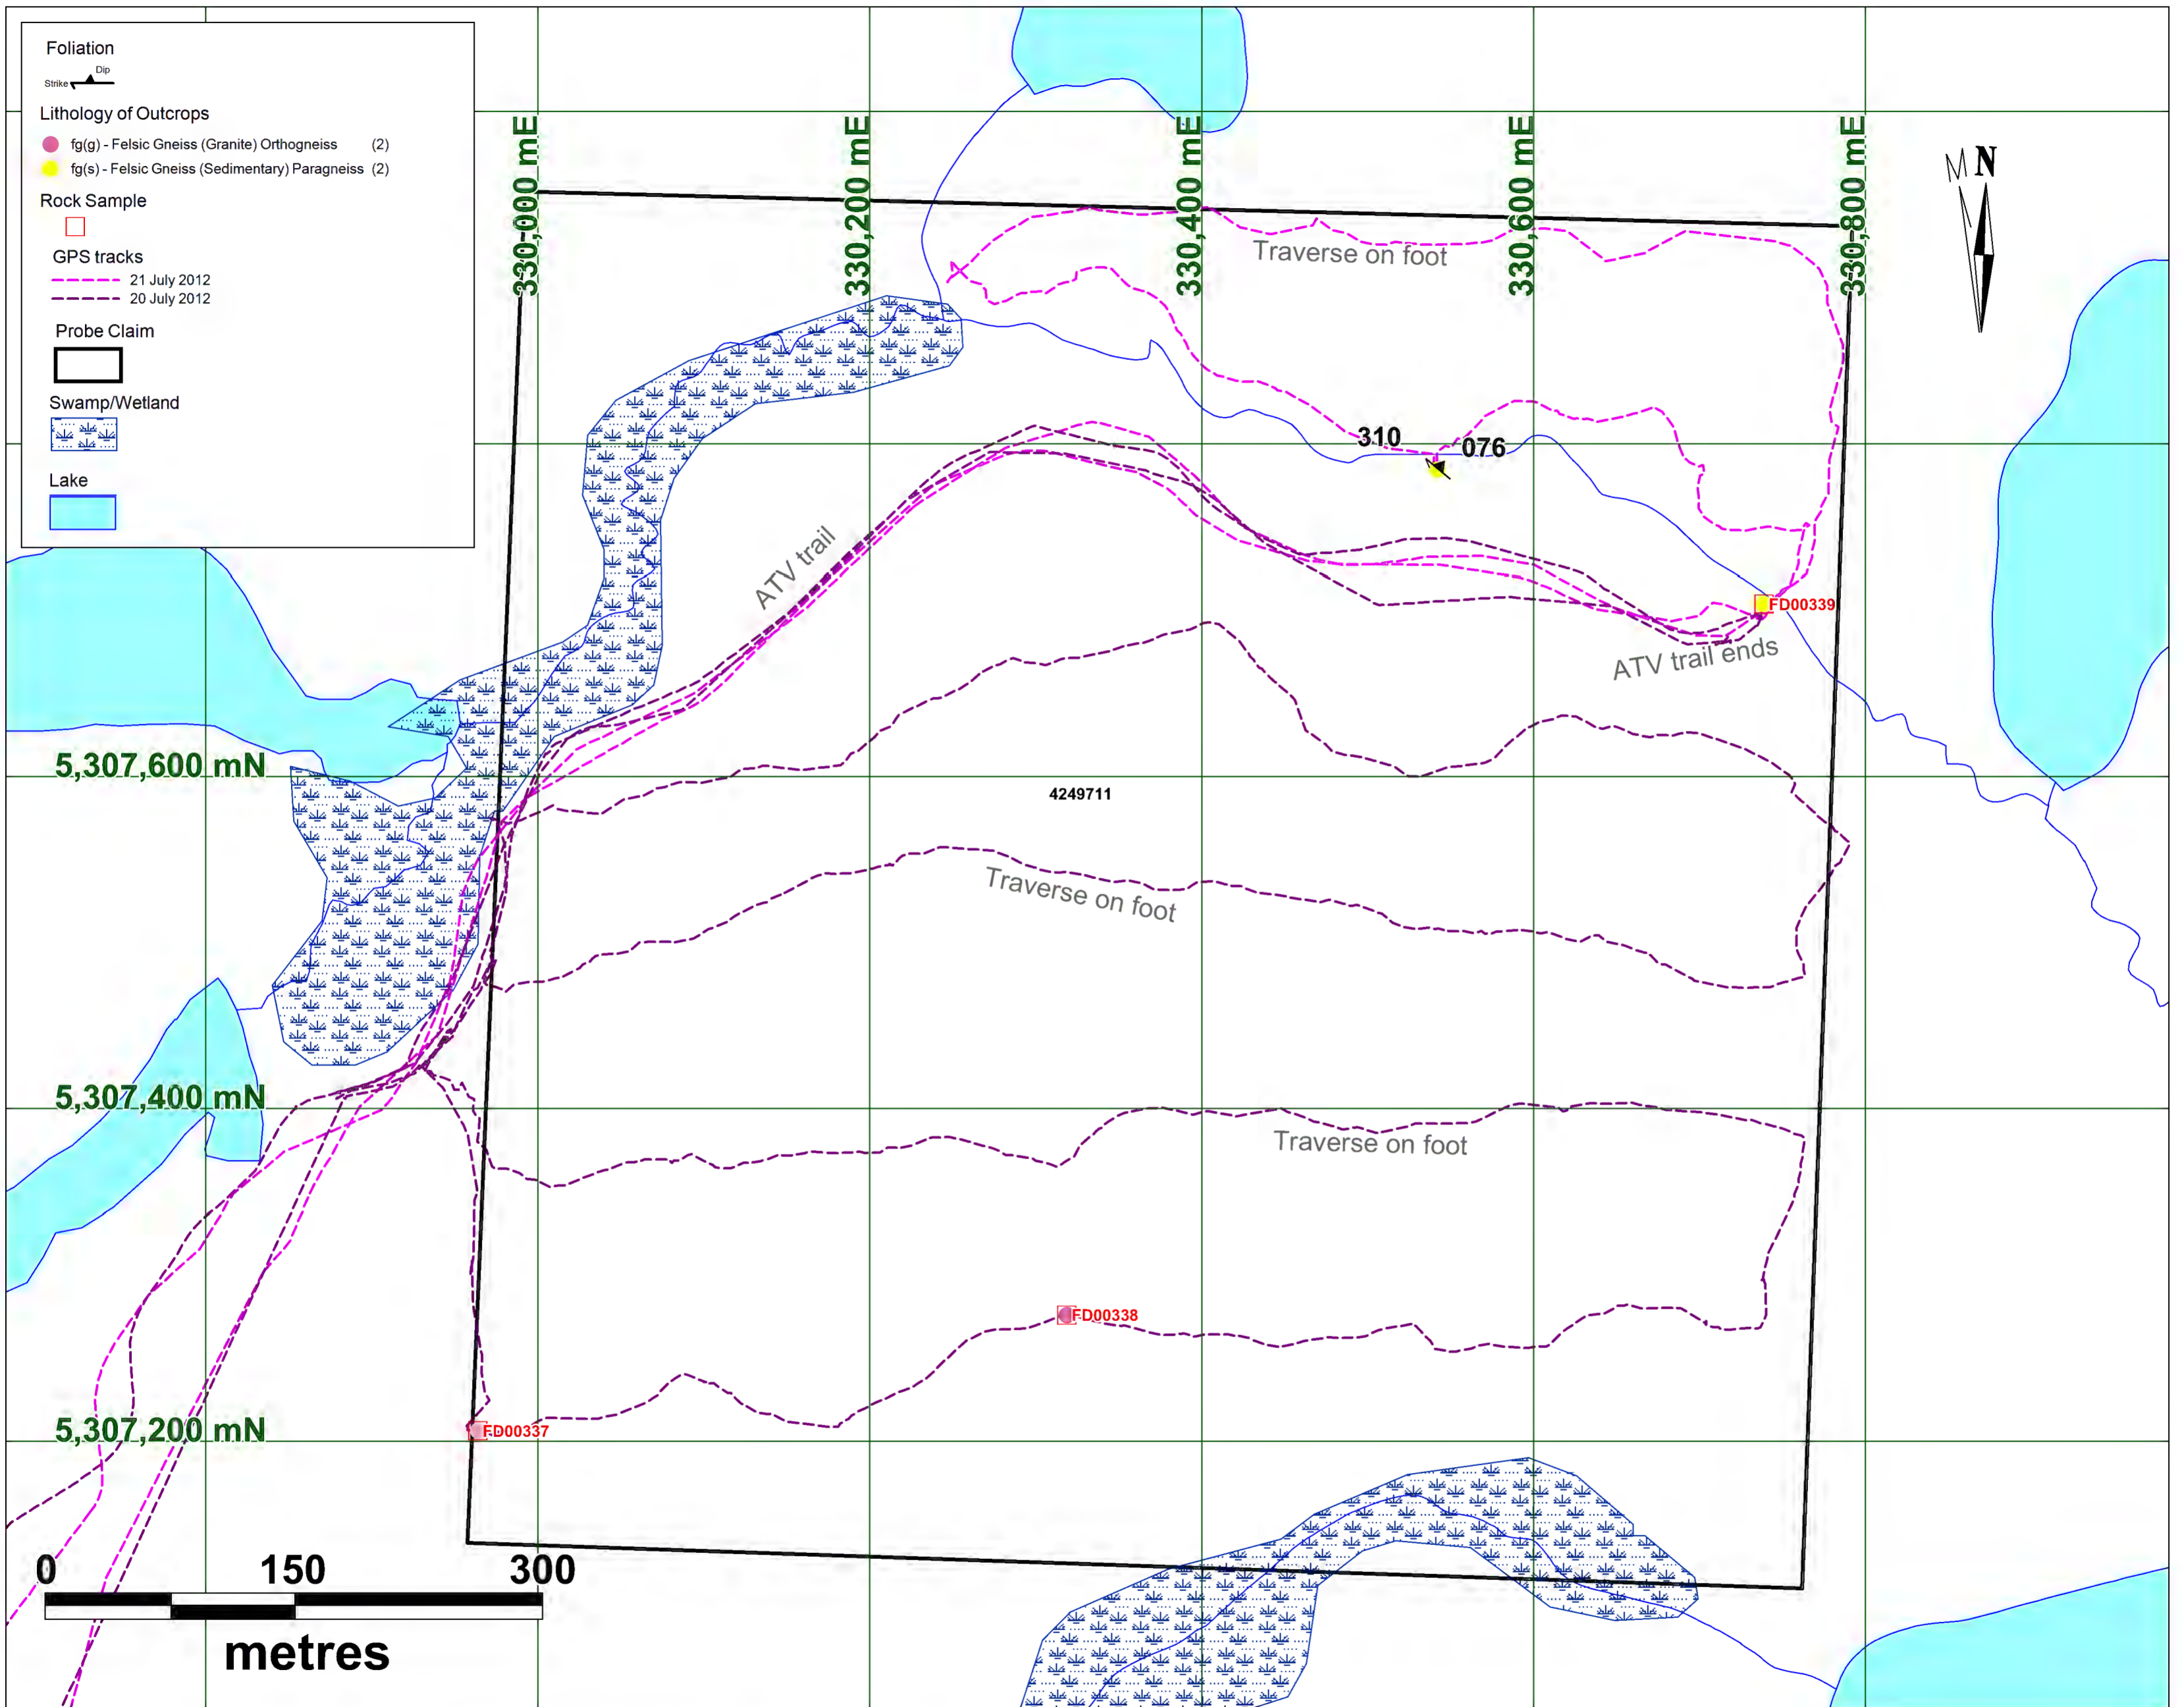 Foliation
Dip
Strike
Lithology of Outcrops
fg(g) - Felsic Gneiss (Granite) Orthogneiss (2)
fg(s) - Felsic Gneiss (Sedimentary) Paragneiss (2)
Rock Sample
GPS tracks
21 July 2012
20 July 2012
Probe Claim
Swamp/Wetland
Lake
330,000 mE
330,200 mE
330,400 mE
330,600 mE
330,800 mE
M N
Traverse on foot
310
076
ATV trail
FD00339
ATV trail ends
5,307,600 mN
4249711
Traverse on foot
5,307,400 mN
Traverse on foot
FD00338
FD00337
5,307,200 mN
0 150 300
metres